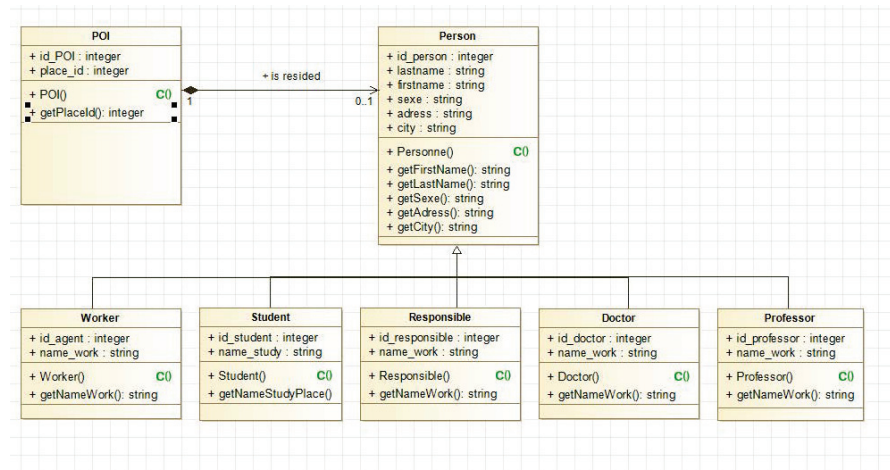 POI
+ id_POI : integer
+ place_id : integer
+ POI() C()
+ getPlaceId(): integer
+ is resided
1
0..1
Person
+ id_person : integer
+ lastname : string
+ firstname : string
+ sexe : string
+ adress : string
+ city : string
+ Personne() C()
+ getFirstName(): string
+ getLastName(): string
+ getSexe(): string
+ getAdress(): string
+ getCity(): string
Worker
+ id_agent : integer
+ name_work : string
+ Worker() C()
+ getNameWork(): string
Student
+ id_student : integer
+ name_study : string
+ Student() C()
+ getNameStudyPlace()
Responsible
+ id_responsible : integer
+ name_work : string
+ Responsible() C()
+ getNameWork(): string
Doctor
+ id_doctor : integer
+ name_work : string
+ Doctor() C()
+ getNameWork(): string
Professor
+ id_professor : integer
+ name_work : string
+ Professor() C()
+ getNameWork(): string